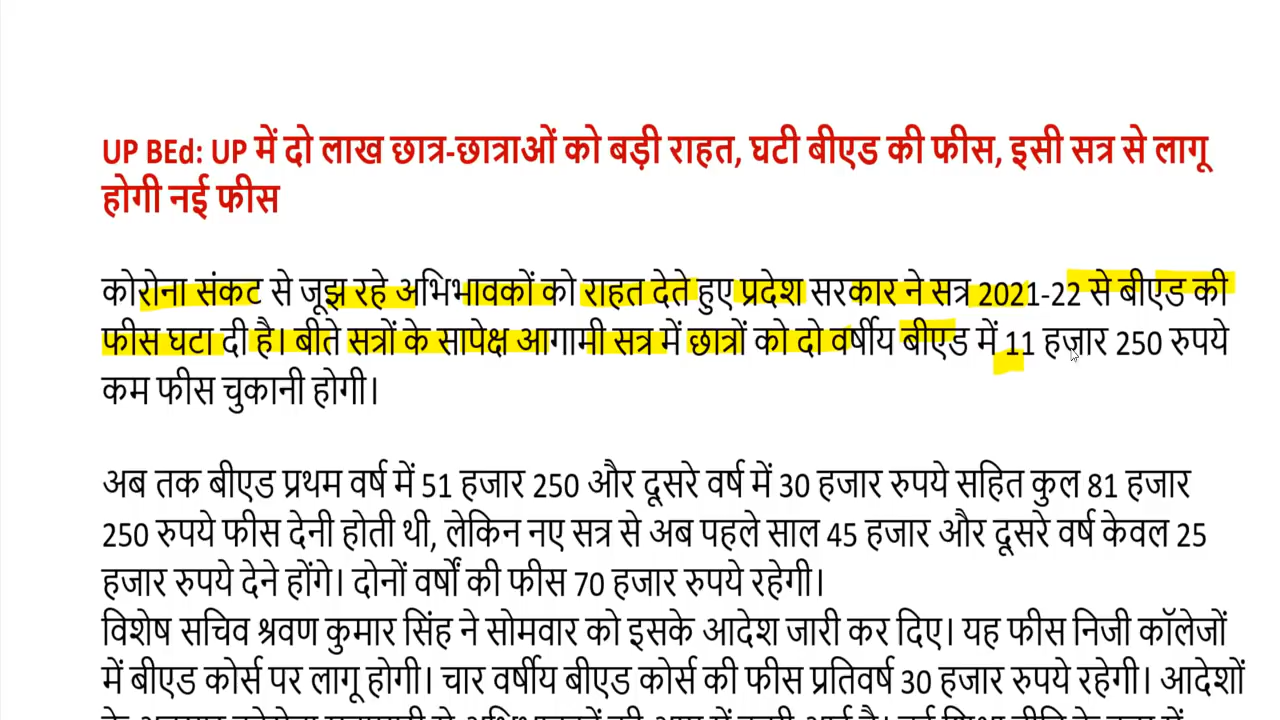 UP BEd: UP में दो लाख छात्र-छात्राओं को बड़ी राहत, घटी बीएड की फीस, इसी सत्र से लागू
होगी नई फीस
कोरोना संकट से जूझ रहे अभिभावकों को राहत देते हुए प्रदेश सरकार ने सत्र 2021-22 से बीएड की
फीस घटा दी है। बीते सत्रों के सापेक्ष आगामी सत्र में छात्रों को दो वर्षीय बीएड में 11 हजार 250 रुपये
कम फीस चुकानी होगी।
अब तक बीएड प्रथम वर्ष में 51 हजार 250 और दूसरे वर्ष में 30 हजार रुपये सहित कुल 81 हजार
250 रुपये फीस देनी होती थी, लेकिन नए सत्र से अब पहले साल 45 हजार और दूसरे वर्ष केवल 25
हजार रुपये देने होंगे। दोनों वर्षों की फीस 70 हजार रुपये रहेगी।
विशेष सचिव श्रवण कुमार सिंह ने सोमवार को इसके आदेश जारी कर दिए। यह फीस निजी कॉलेजों
में बीएड कोर्स पर लागू होगी। चार वर्षीय बीएड कोर्स की फीस प्रतिवर्ष 30 हजार रुपये रहेगी। आदेशों